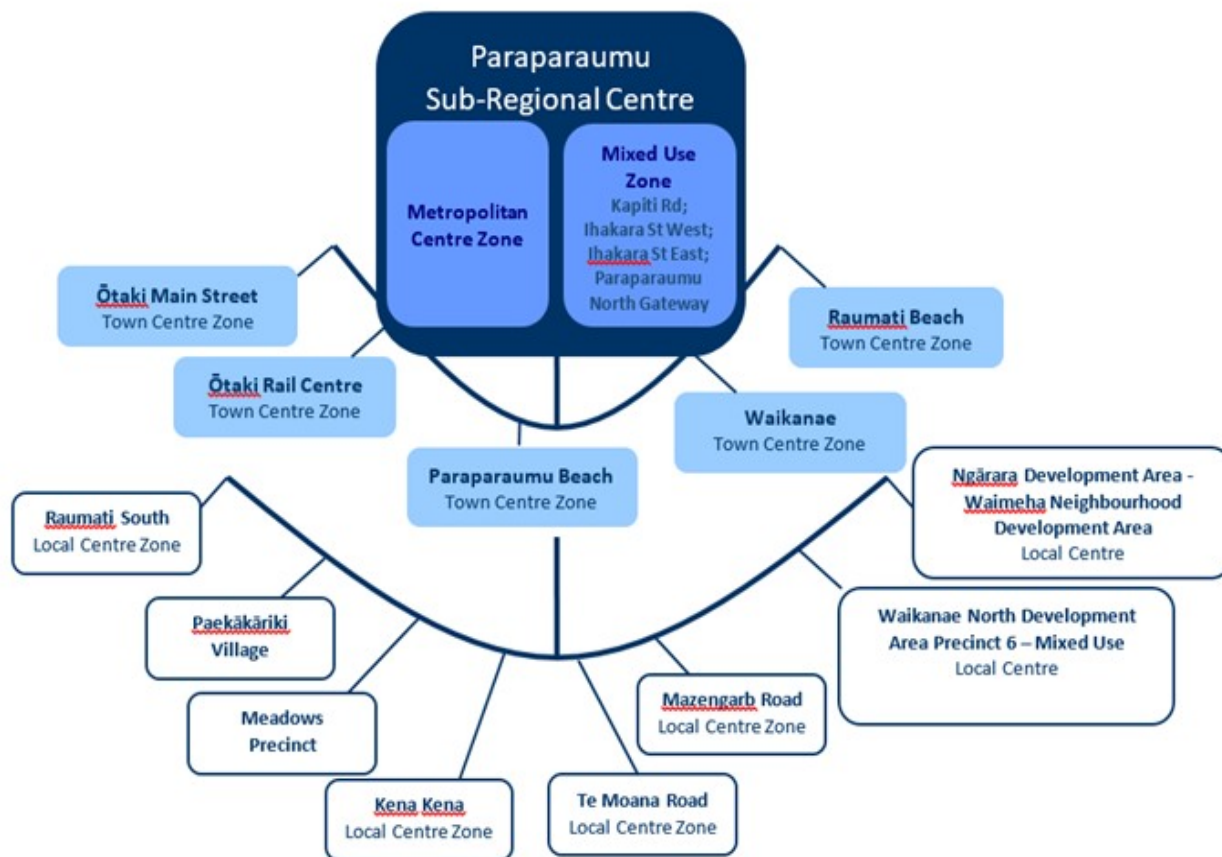 Paraparaumu
Sub-Regional Centre
Metropolitan
Centre Zone
Mixed Use
Zone
Kapiti Rd;
Ihakara St West;
Ihakara St East;
Paraparaumu
North Gateway
Ōtaki Main Street
Town Centre Zone
Raumati Beach
Town Centre Zone
Ōtaki Rail Centre
Town Centre Zone
Waikanae
Town Centre Zone
Paraparaumu Beach
Town Centre Zone
Raumati South
Local Centre Zone
Ngārara Development Area -
Waimeha Neighbourhood
Development Area
Local Centre
Paekākāriki
Village
Waikanae North Development
Area Precinct 6 – Mixed Use
Local Centre
Meadows
Precinct
Mazengarb Road
Local Centre Zone
Kena Kena
Local Centre Zone
Te Moana Road
Local Centre Zone